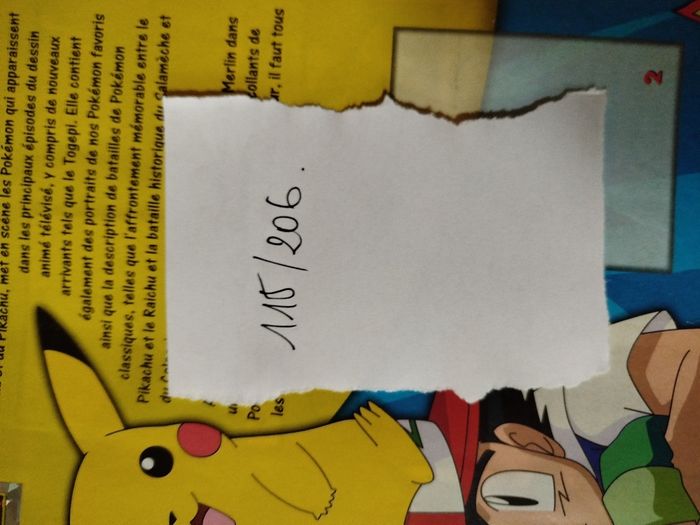 du Pikachu, met en scène les Pokémon qui apparaissent
dans les principaux épisodes du dessin
animé télévisé, y compris de nouveaux
arrivants tels que le Togepi. Elle contient
également des portraits de nos Pokémon favoris
ainsi que la description de batailles de Pokémon
classiques, telles que l'affrontement mémorable entre le
Pikachu et le Raichu et la bataille historique du Salamèche et
du
Merlin dans
il faut tous
les
115/206.
2